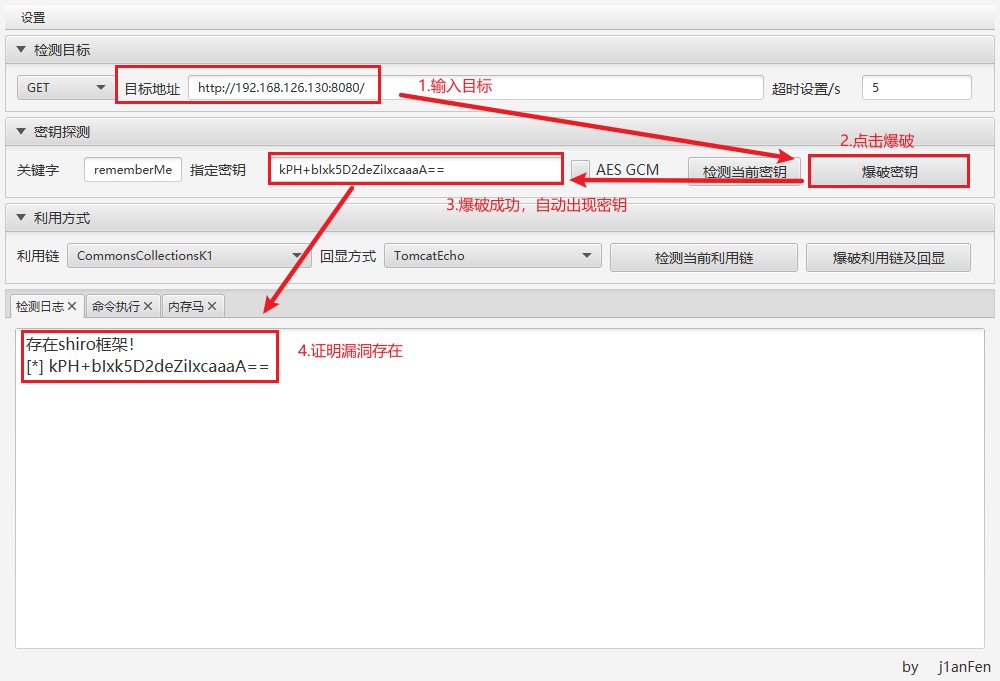 设置
检测目标
GET
目标地址
http://192.168.126.130:8080/
1.输入目标
超时设置/s
5
密钥探测
2.点击爆破
关键字
rememberMe
指定密钥
kPH+bIxk5D2deZiIxcaaaA==
AES GCM
检测当前密钥
爆破密钥
3.爆破成功，自动出现密钥
利用方式
利用链
CommonsCollectionsK1
回显方式
TomcatEcho
检测当前利用链
爆破利用链及回显
检测日志
命令执行
内存马
存在shiro框架!
[*] kPH+bIxk5D2deZiIxcaaaA==
4.证明漏洞存在
by j1anFen